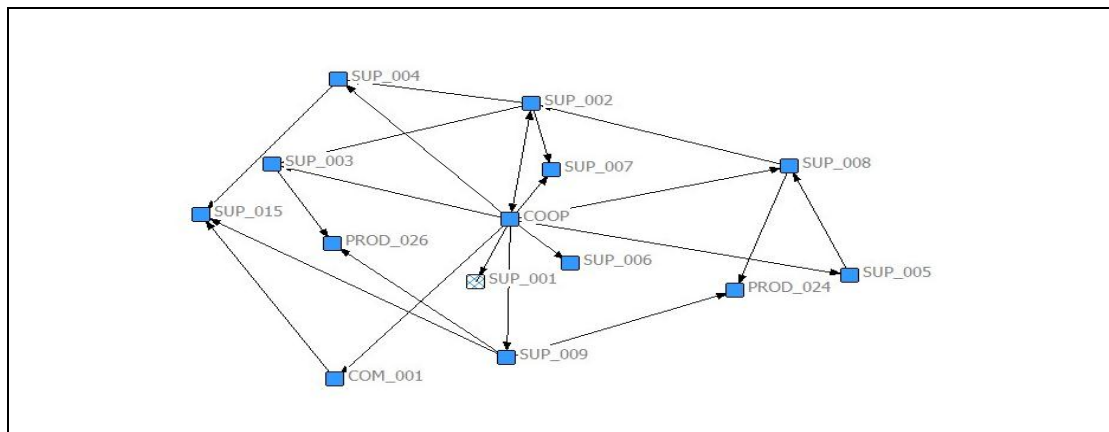 SUP_004
SUP_002
SUP_003
SUP_007
SUP_008
SUP_015
COOP
PROD_026
SUP_006
SUP_001
SUP_005
PROD_024
SUP_009
COM_001